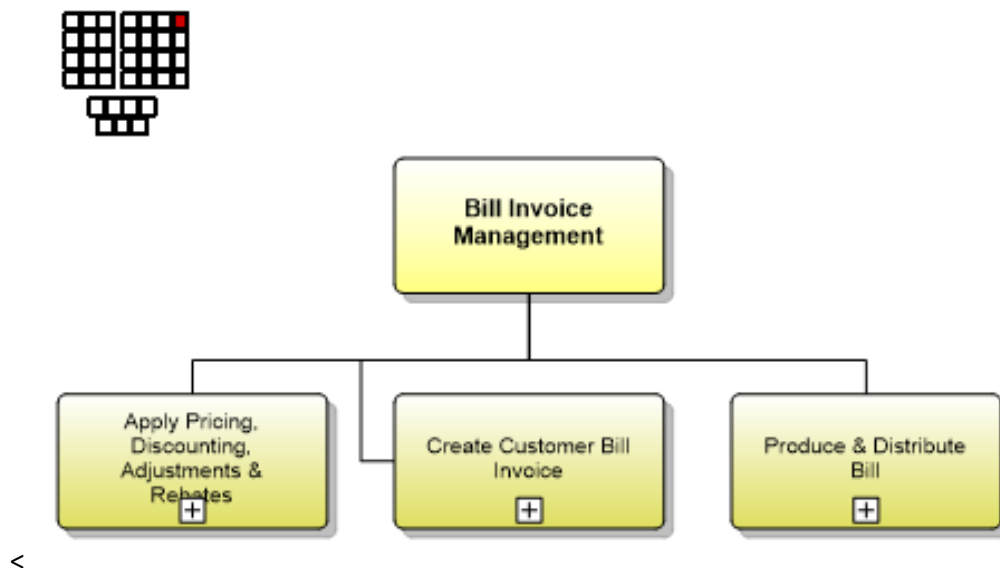 Bill Invoice
Management
Apply Pricing,
Discounting,
Adjustments &
Rebates
Create Customer Bill
Invoice
Produce & Distribute
Bill
<